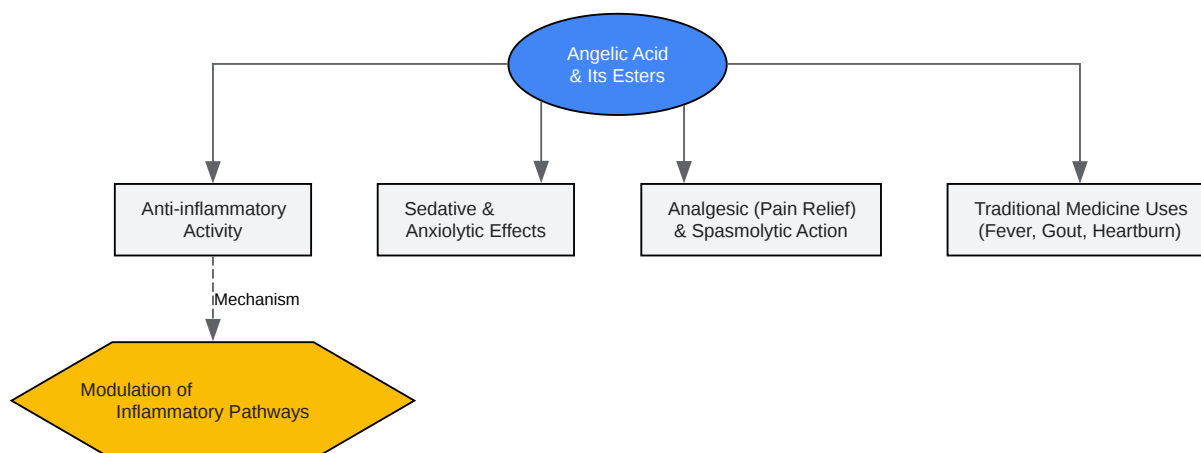 Angelic Acid
& Its Esters
Anti-inflammatory
Activity
Sedative &
Anxiolytic Effects
Analgesic (Pain Relief)
& Spasmolytic Action
Traditional Medicine Uses
(Fever, Gout, Heartburn)
Mechanism
Modulation of
Inflammatory Pathways